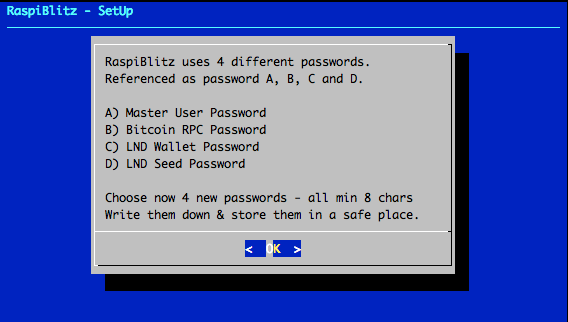 RaspiBlitz - SetUp
RaspiBlitz uses 4 different passwords.
Referenced as password A, B, C and D.
A) Master User Password
B) Bitcoin RPC Password
C) LND Wallet Password
D) LND Seed Password
Choose now 4 new passwords - all min 8 chars
Write them down & store them in a safe place.
< OK >